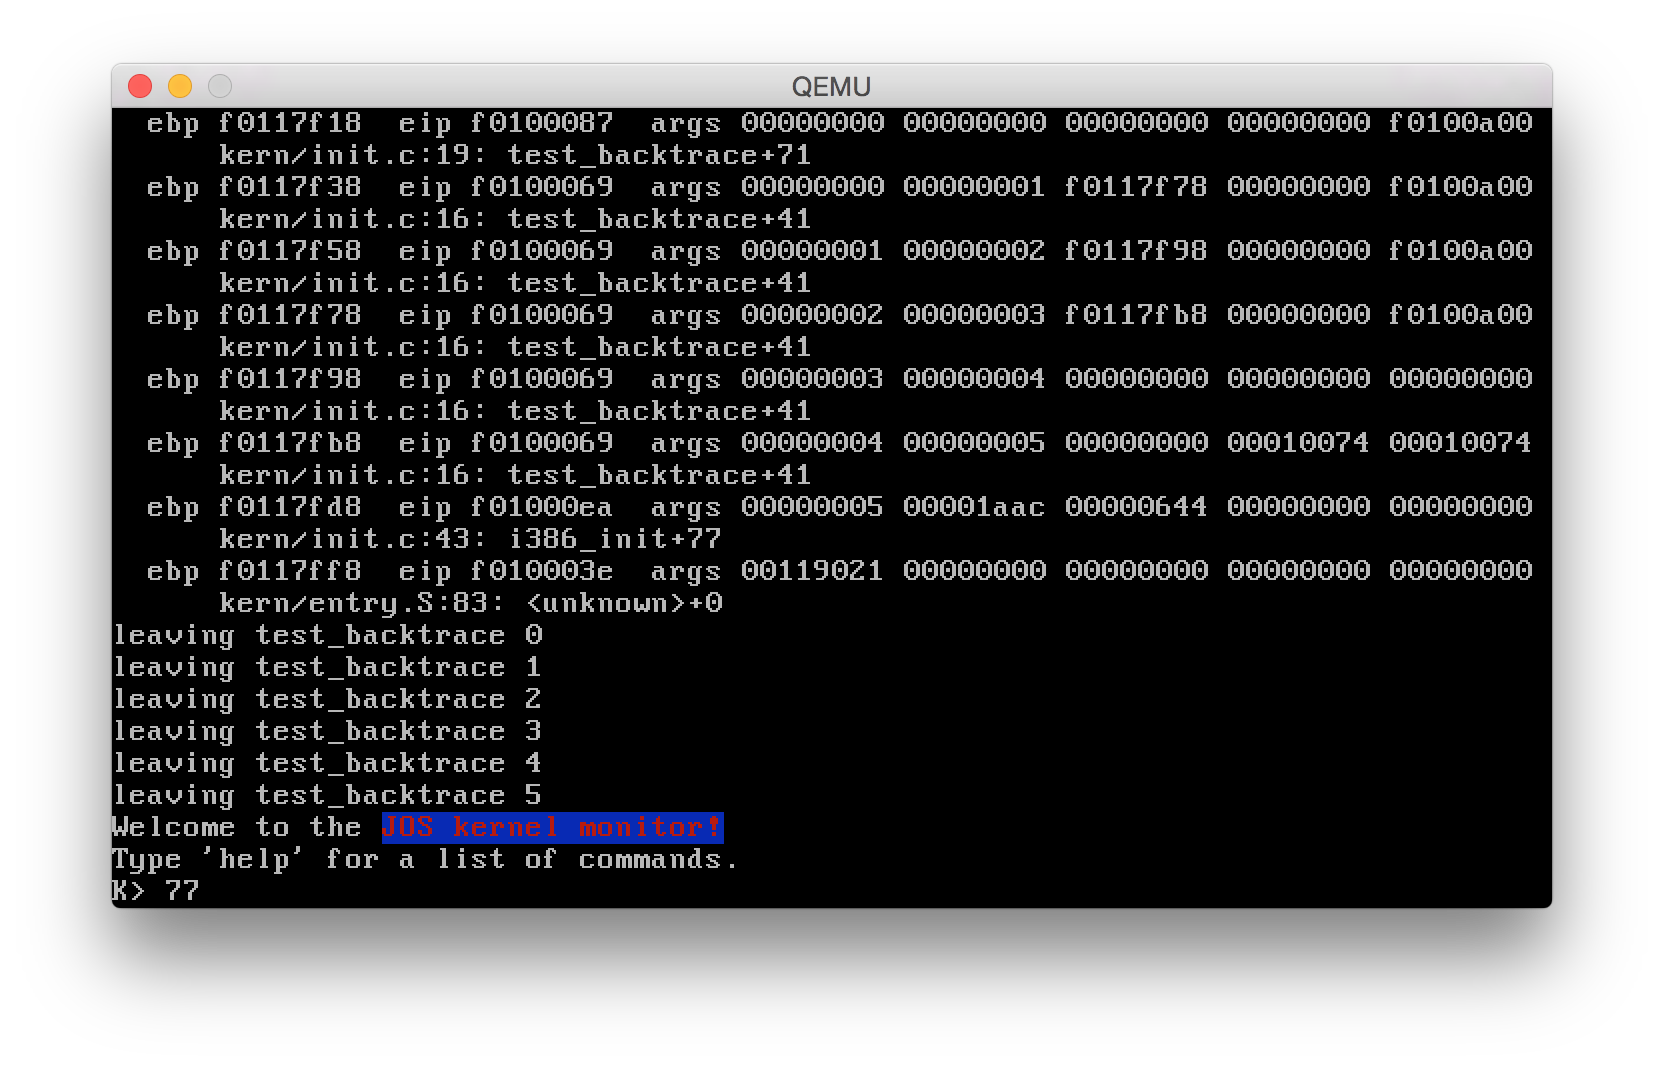 QEMU
ebp f0117f18  eip f0100087  args 00000000 00000000 00000000 00000000 f0100a00
kern/init.c:19: test_backtrace+71
ebp f0117f38  eip f0100069  args 00000000 00000001 f0117f78 00000000 f0100a00
kern/init.c:16: test_backtrace+41
ebp f0117f58  eip f0100069  args 00000001 00000002 f0117f98 00000000 f0100a00
kern/init.c:16: test_backtrace+41
ebp f0117f78  eip f0100069  args 00000002 00000003 f0117fb8 00000000 f0100a00
kern/init.c:16: test_backtrace+41
ebp f0117f98  eip f0100069  args 00000003 00000004 00000000 00000000 00000000
kern/init.c:16: test_backtrace+41
ebp f0117fb8  eip f0100069  args 00000004 00000005 00000000 00010074 00010074
kern/init.c:16: test_backtrace+41
ebp f0117fd8  eip f01000ea  args 00000005 00001aac 00000644 00000000 00000000
kern/init.c:43: i386_init+77
ebp f0117ff8  eip f010003e  args 00119021 00000000 00000000 00000000 00000000
kern/entry.S:83: <unknown>+0
leaving test_backtrace 0
leaving test_backtrace 1
leaving test_backtrace 2
leaving test_backtrace 3
leaving test_backtrace 4
leaving test_backtrace 5
Welcome to the JOS kernel monitor!
Type 'help' for a list of commands.
K> 77